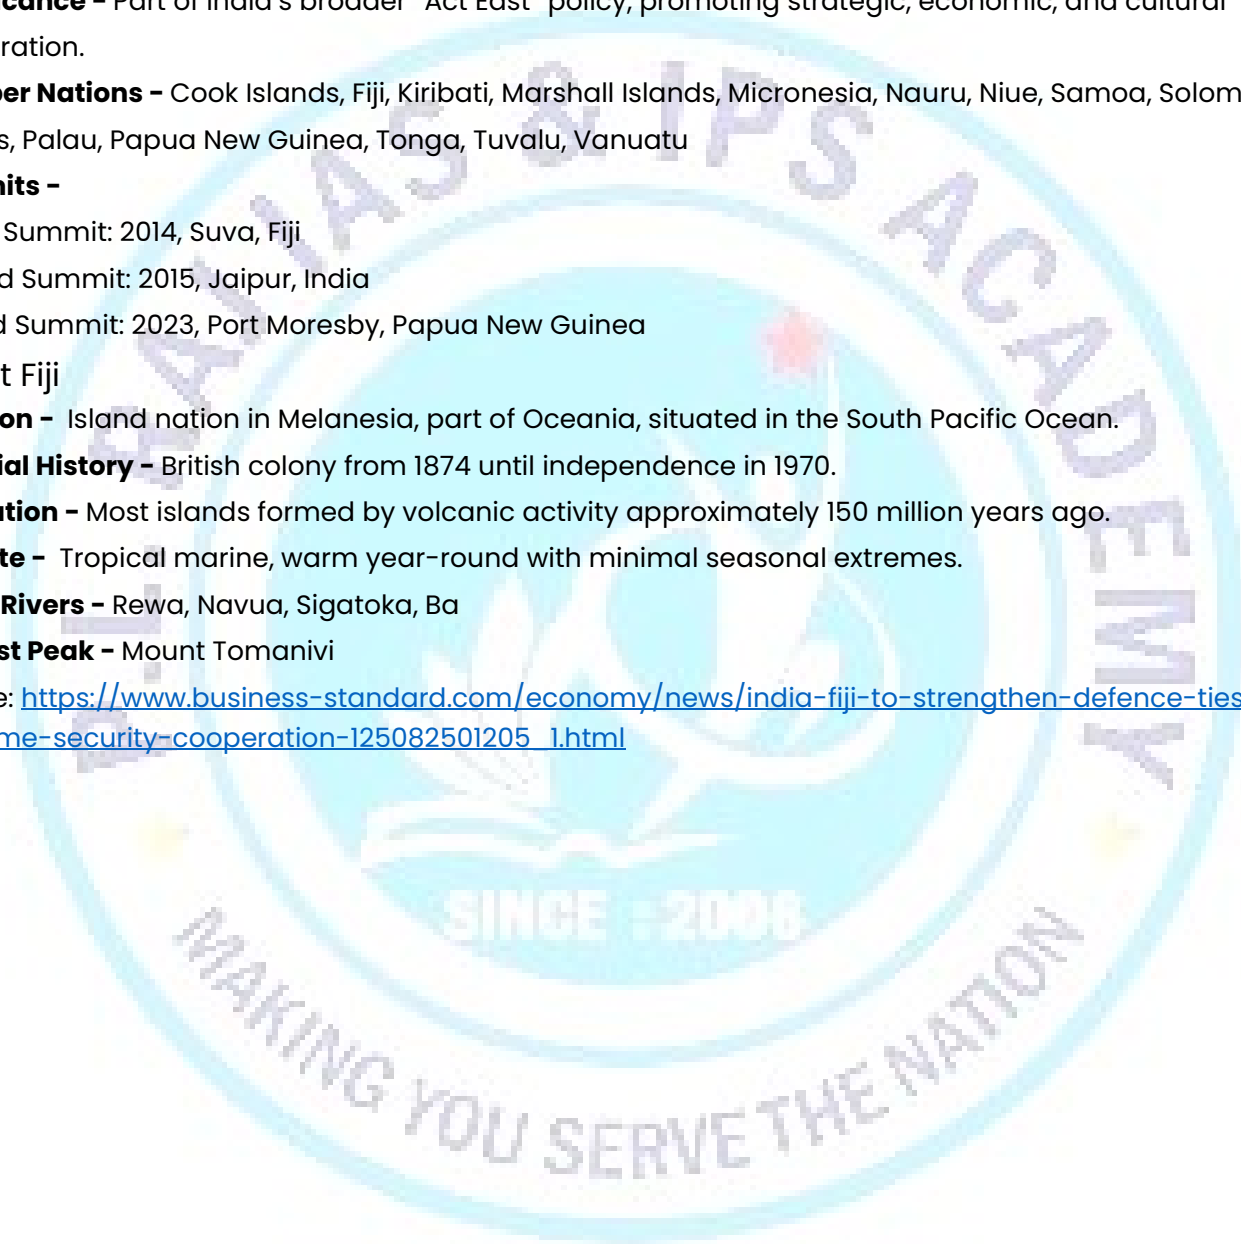 cance – Part of India's broader "Act East" policy, promoting strategic, economic, and cultural
ration.
ber Nations – Cook Islands, Fiji, Kiribati, Marshall Islands, Micronesia, Nauru, Niue, Samoa, Solom
s, Palau, Papua New Guinea, Tonga, Tuvalu, Vanuatu
nits –
Summit: 2014, Suva, Fiji
d Summit: 2015, Jaipur, India
d Summit: 2023, Port Moresby, Papua New Guinea
t Fiji
on – Island nation in Melanesia, part of Oceania, situated in the South Pacific Ocean.
ial History – British colony from 1874 until independence in 1970.
ation – Most islands formed by volcanic activity approximately 150 million years ago.
te – Tropical marine, warm year-round with minimal seasonal extremes.
Rivers – Rewa, Navua, Sigatoka, Ba
st Peak – Mount Tomanivi
e: https://www.business-standard.com/economy/news/india-fiji-to-strengthen-defence-ties
me-security-cooperation-125082501205_1.html
IAS & IPS ACADEMY
SINCE - 2008
MAKING YOU SERVE THE NATION